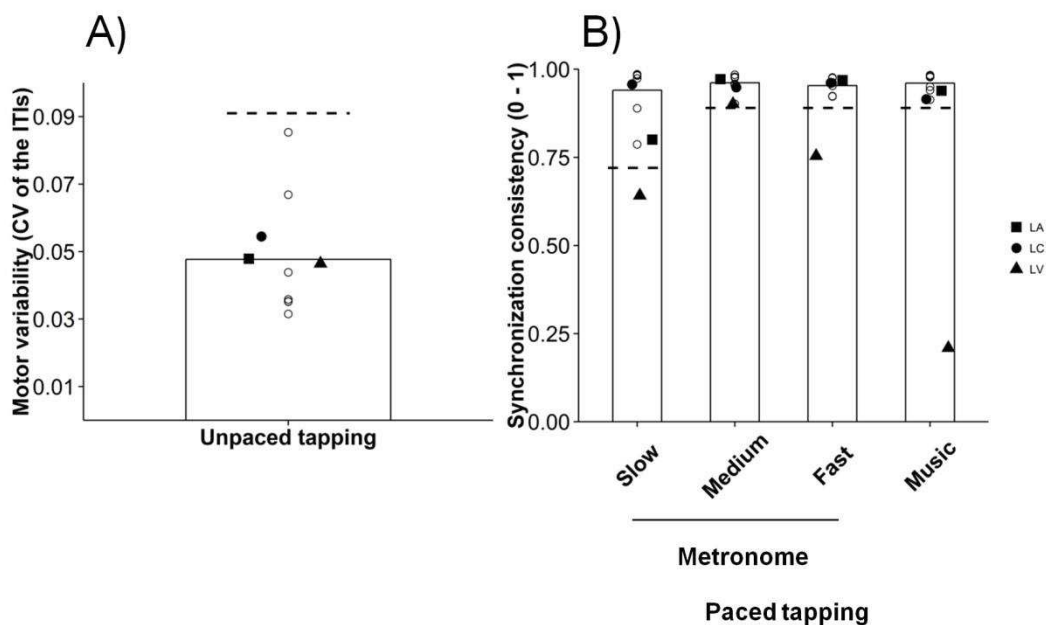 A)
Motor variability (CV of the ITIs)
0.09
0.07
0.05
0.03
0.01
Unpaced tapping
B)
Synchronization consistency (0 - 1)
1.00
0.75
0.50
0.25
0.00
Slow
Medium
Fast
Music
Metronome
Paced tapping
LA
LC
LV